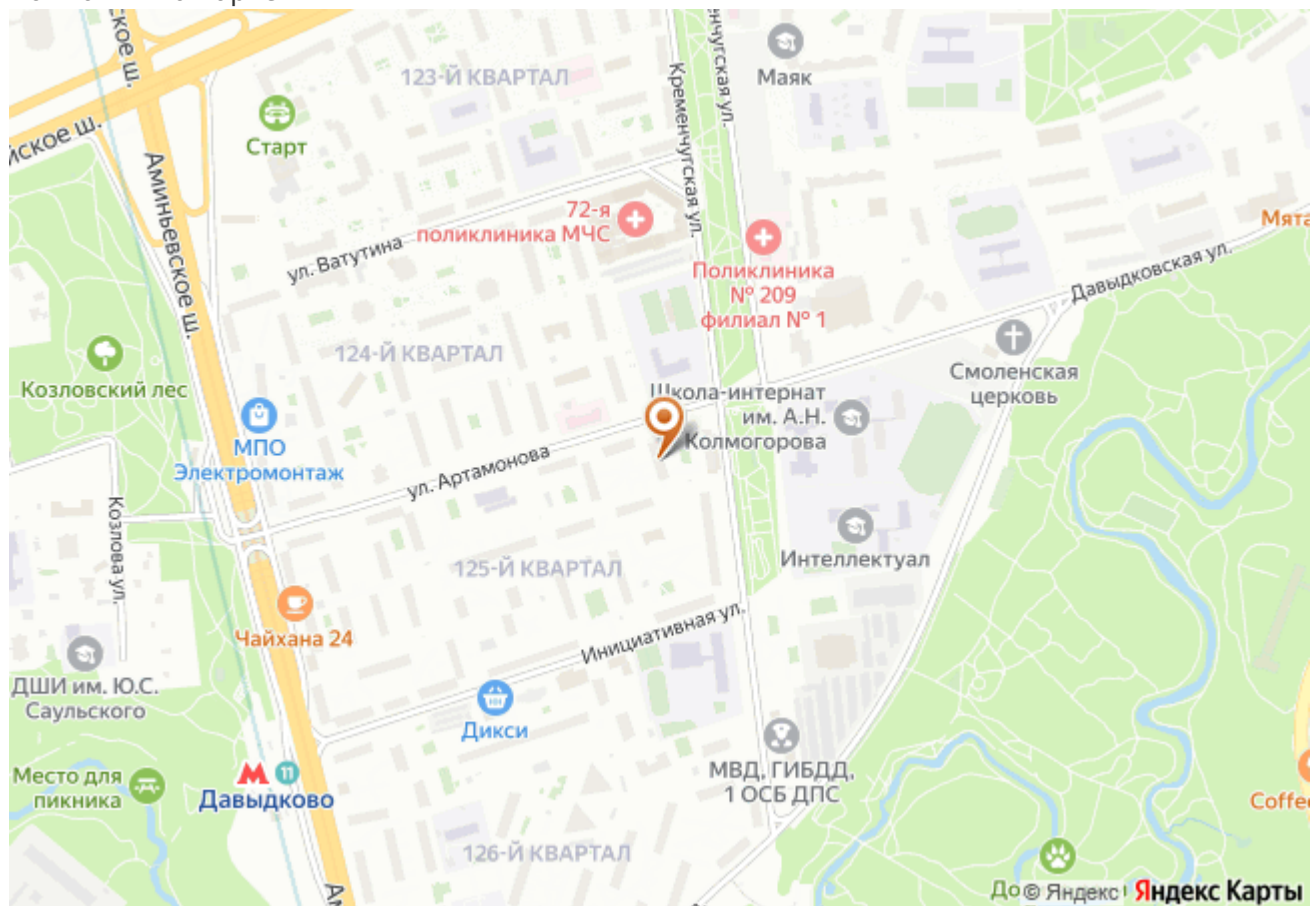 123-Й КВАРТАЛ
Маяк
Старт
Кременчугская ул.
Аминьевское ш.
72-я
поликлиника МЧС
ул. Ватутина
Мята
Поликлиника
№ 209
филиал № 1
Давыдковская ул.
124-Й КВАРТАЛ
Козловский лес
Смоленская
церковь
Школа-интернат
им. А.Н.
Колмогорова
МПО
Электромонтаж
ул. Артамонова
Козлова ул.
125-Й КВАРТАЛ
Интеллектуал
Чайхана 24
Инициативная ул.
ДШИ им. Ю.С.
Саульского
Дикси
Место для
пикника
11
Давыдково
МВД, ГИБДД,
1 ОСБ ДПС
Coffee
126-Й КВАРТАЛ
© Яндекс
Яндекс Карты